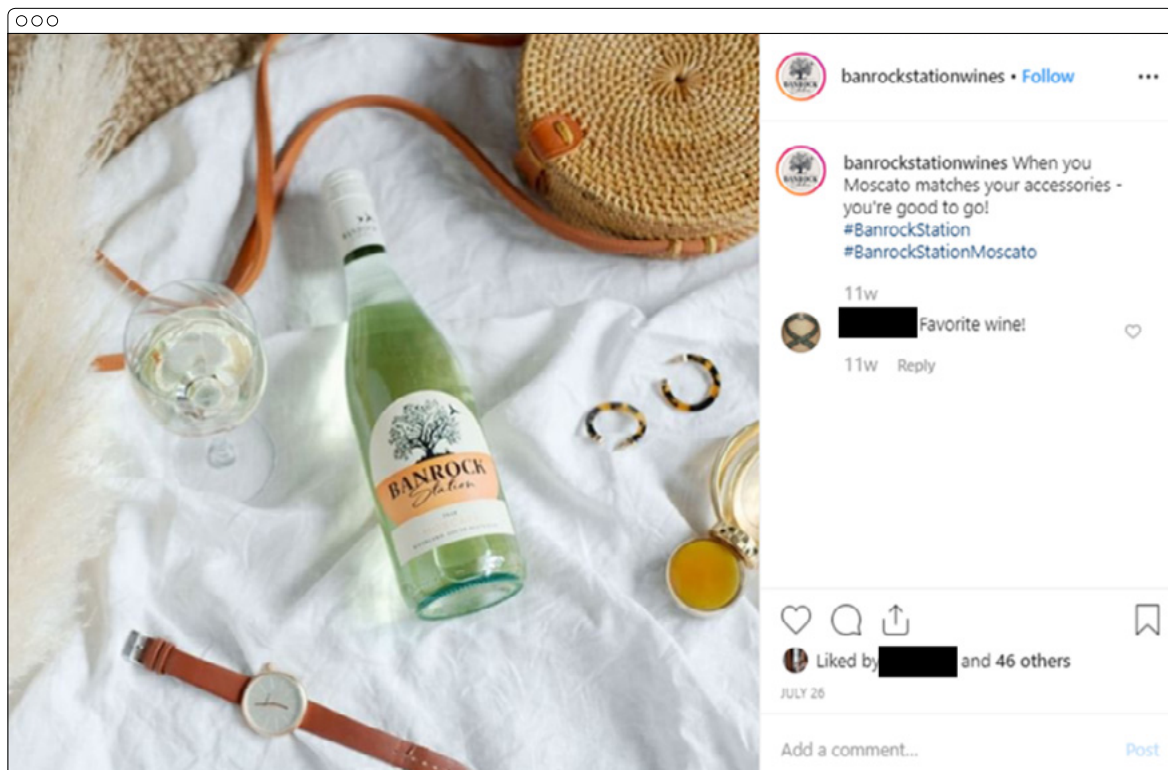 BANROCK
Station
banrockstationwines • Follow
banrockstationwines When you
Moscato matches your accessories -
you're good to go!
#BanrockStation
#BanrockStationMoscato
11w
Favorite wine!
11w Reply
Liked by and 46 others
JULY 26
Add a comment... Post